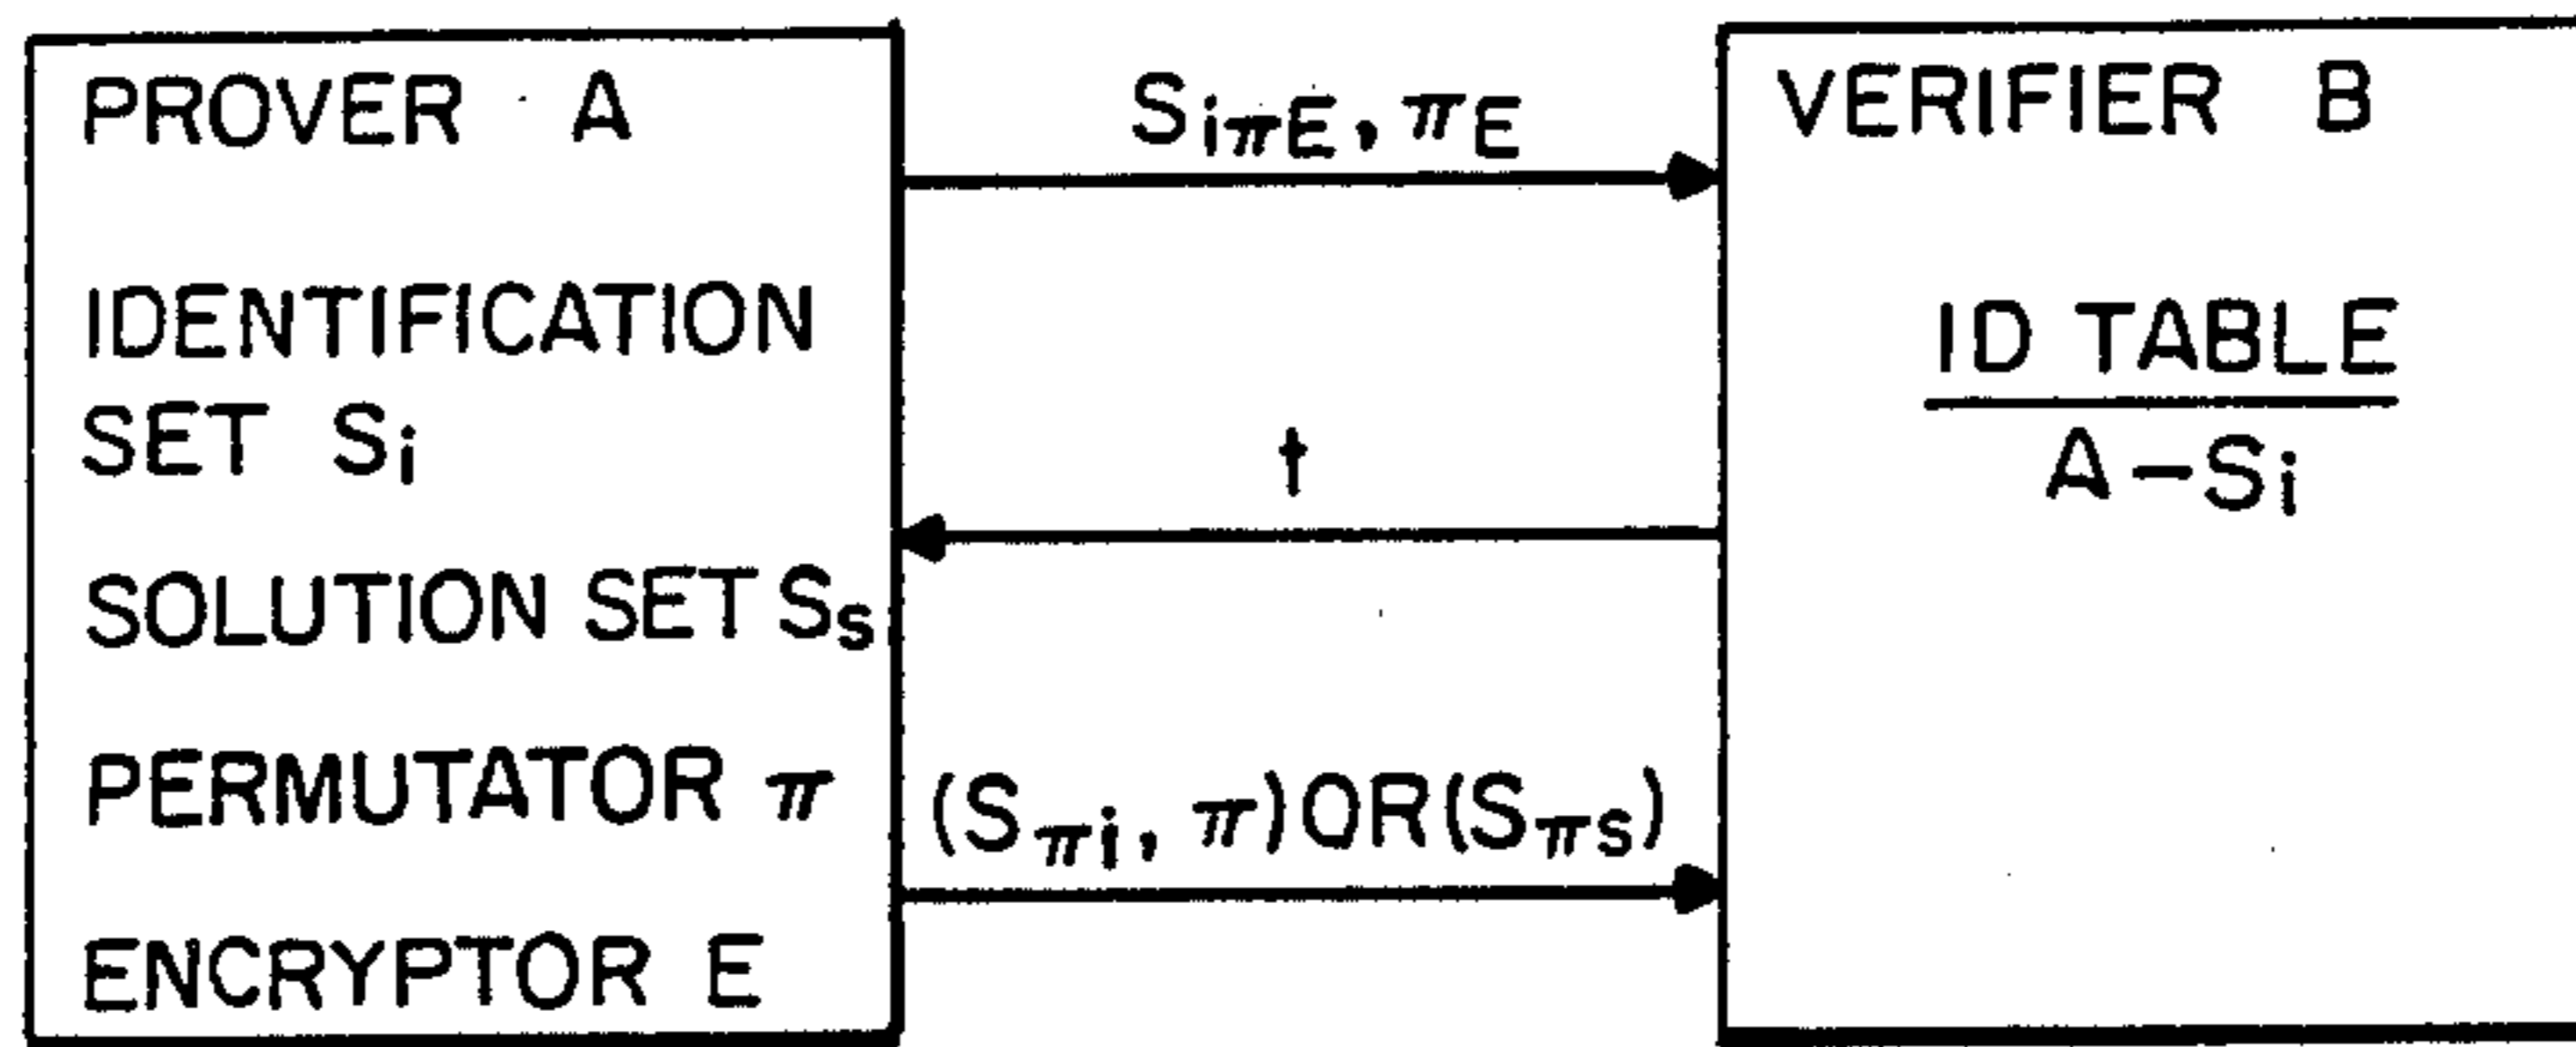 PROVER A
IDENTIFICATION
SET Si
SOLUTION SET Ss
PERMUTATOR π
ENCRYPTOR E
SiπE, πE
t
(Sπi, π)OR(Sπs)
VERIFIER B
ID TABLE
A-Si